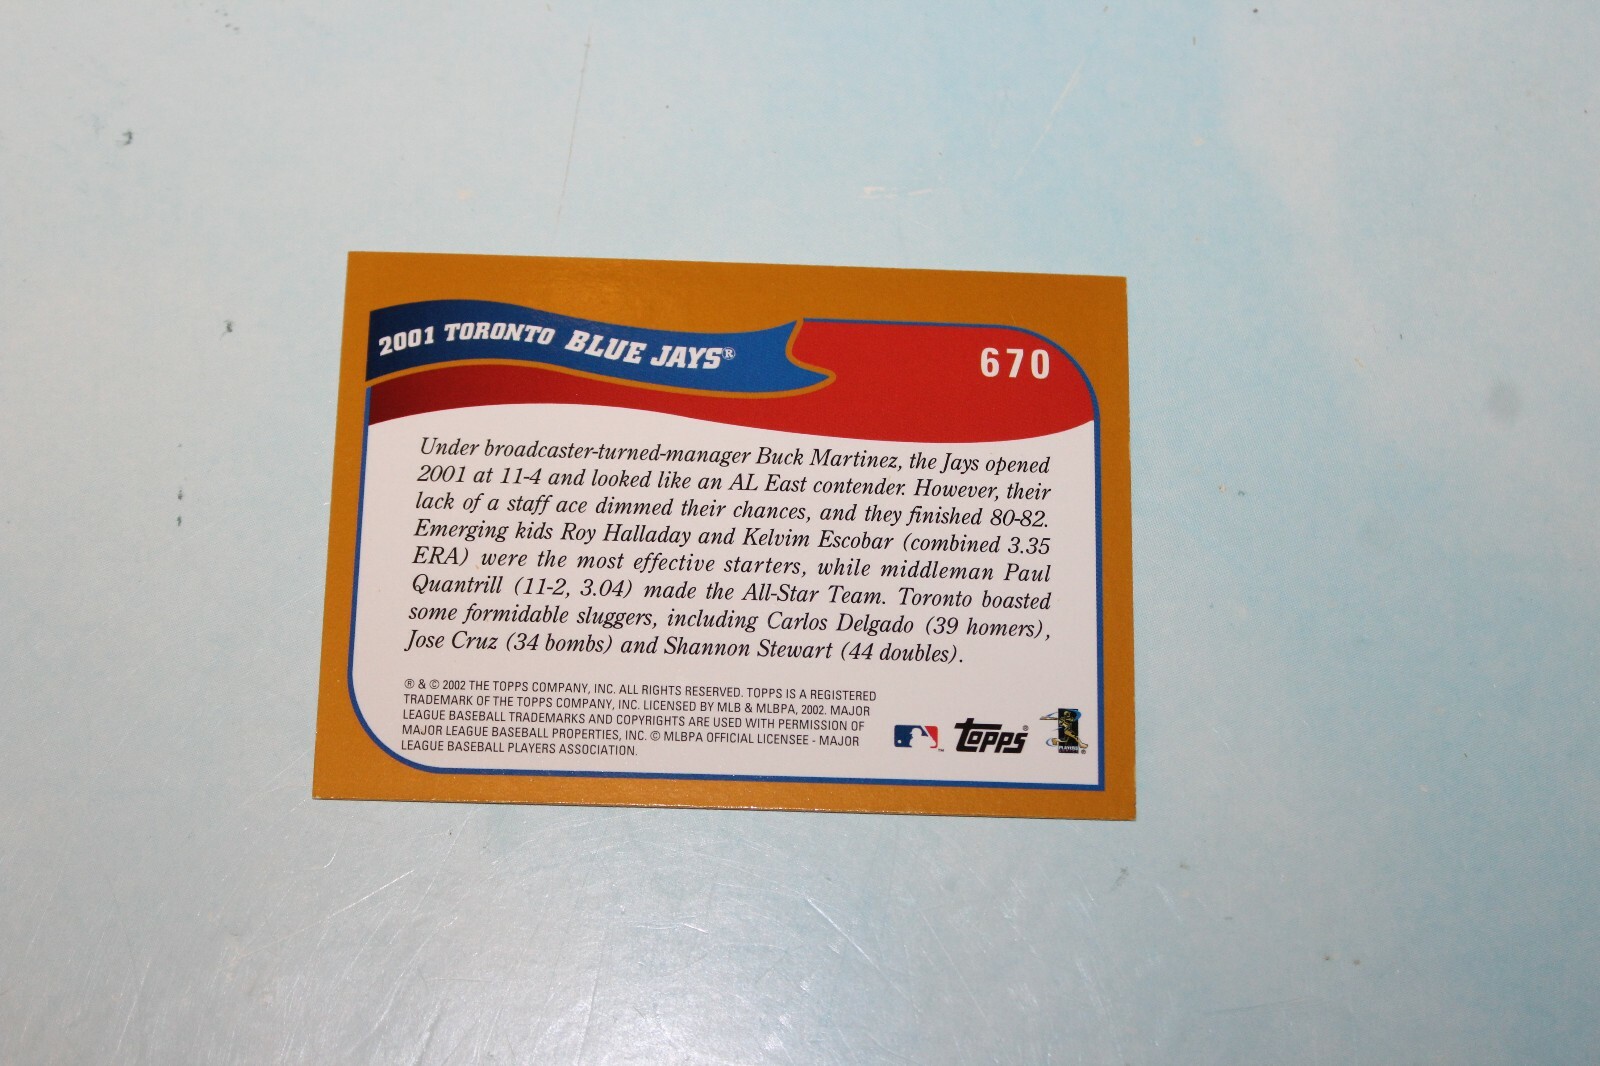 2001 TORONTO BLUE JAYS®
670
Under broadcaster-turned-manager Buck Martinez, the Jays opened
2001 at 11-4 and looked like an AL East contender. However, their
lack of a staff ace dimmed their chances, and they finished 80-82.
Emerging kids Roy Halladay and Kelvim Escobar (combined 3.35
ERA) were the most effective starters, while middleman Paul
Quantrill (11-2, 3.04) made the All-Star Team. Toronto boasted
some formidable sluggers, including Carlos Delgado (39 homers),
Jose Cruz (34 bombs) and Shannon Stewart (44 doubles).
® & © 2002 THE TOPPS COMPANY, INC. ALL RIGHTS RESERVED. TOPPS IS A REGISTERED
TRADEMARK OF THE TOPPS COMPANY, INC. LICENSED BY MLB & MLBPA, 2002. MAJOR
LEAGUE BASEBALL TRADEMARKS AND COPYRIGHTS ARE USED WITH PERMISSION OF
MAJOR LEAGUE BASEBALL PROPERTIES, INC. © MLBPA OFFICIAL LICENSEE - MAJOR
LEAGUE BASEBALL PLAYERS ASSOCIATION.
™
Topps®
PLAYERS ®